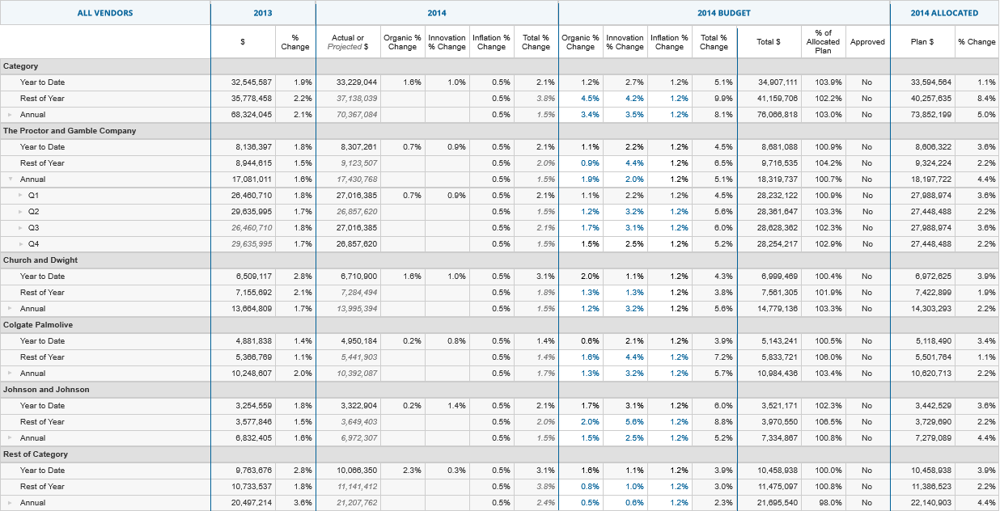 ALL VENDORS 2013 2014 2014 BUDGET 2014 ALLOCATED
$ % Change Actual or Projected $ Organic % Change Innovation % Change Inflation % Change Total % Change Organic % Change Innovation % Change Inflation % Change Total % Change Total $ % of Allocated Plan Approved Plan $ % Change
Category
Year to Date 32,545,587 1.9% 33,229,044 1.6% 1.0% 0.5% 2.1% 1.2% 2.7% 1.2% 5.1% 34,907,111 103.9% No 33,594,564 1.1%
Rest of Year 35,778,458 2.2% 37,138,039 0.5% 3.8% 4.5% 4.2% 1.2% 9.9% 41,159,706 102.2% No 40,257,635 8.4%
Annual 68,324,045 2.1% 70,367,084 0.5% 1.5% 3.4% 3.5% 1.2% 8.1% 76,066,818 103.0% No 73,852,199 5.0%
The Proctor and Gamble Company
Year to Date 8,136,397 1.8% 8,307,261 0.7% 0.9% 0.5% 2.1% 1.1% 2.2% 1.2% 4.5% 8,681,088 100.9% No 8,606,322 3.6%
Rest of Year 8,944,615 1.5% 9,123,507 0.5% 2.0% 0.9% 4.4% 1.2% 6.5% 9,716,535 104.2% No 9,324,224 2.2%
Annual 17,081,011 1.6% 17,430,768 0.5% 1.5% 1.9% 2.0% 1.2% 5.1% 18,319,737 100.7% No 18,197,722 4.4%
Q1 26,460,710 1.8% 27,016,385 0.7% 0.9% 0.5% 2.1% 1.1% 2.2% 1.2% 4.5% 28,232,122 100.9% No 27,988,974 3.6%
Q2 29,635,995 1.7% 26,857,620 0.5% 1.5% 1.2% 3.2% 1.2% 5.6% 28,361,647 103.3% No 27,448,488 2.2%
Q3 26,460,710 1.8% 27,016,385 0.5% 2.1% 1.7% 3.1% 1.2% 6.0% 28,628,362 102.3% No 27,988,974 3.6%
Q4 29,635,995 1.7% 26,857,620 0.5% 1.5% 1.5% 2.5% 1.2% 5.2% 28,254,217 102.9% No 27,448,488 2.2%
Church and Dwight
Year to Date 6,509,117 2.8% 6,710,900 1.6% 1.0% 0.5% 3.1% 2.0% 1.1% 1.2% 4.3% 6,999,469 100.4% No 6,972,625 3.9%
Rest of Year 7,155,692 2.1% 7,284,494 0.5% 1.8% 1.3% 1.3% 1.2% 3.8% 7,561,305 101.9% No 7,422,899 1.9%
Annual 13,664,809 1.7% 13,995,394 0.5% 1.5% 1.2% 3.2% 1.2% 5.6% 14,779,136 103.3% No 14,303,293 2.2%
Colgate Palmolive
Year to Date 4,881,838 1.4% 4,950,184 0.2% 0.8% 0.5% 1.4% 0.6% 2.1% 1.2% 3.9% 5,143,241 100.5% No 5,118,490 3.4%
Rest of Year 5,366,769 1.1% 5,441,903 0.5% 1.4% 1.6% 4.4% 1.2% 7.2% 5,833,721 106.0% No 5,501,764 1.1%
Annual 10,248,607 2.0% 10,392,087 0.5% 1.7% 1.3% 3.2% 1.2% 5.7% 10,984,436 103.4% No 10,620,713 2.2%
Johnson and Johnson
Year to Date 3,254,559 1.8% 3,322,904 0.2% 1.4% 0.5% 2.1% 1.7% 3.1% 1.2% 6.0% 3,521,171 102.3% No 3,442,529 3.6%
Rest of Year 3,577,846 1.5% 3,649,403 0.5% 2.0% 2.0% 5.6% 1.2% 8.8% 3,970,550 106.5% No 3,729,690 2.2%
Annual 6,832,405 1.6% 6,972,307 0.5% 1.5% 1.5% 2.5% 1.2% 5.2% 7,334,867 100.8% No 7,279,089 4.4%
Rest of Category
Year to Date 9,763,676 2.8% 10,066,350 2.3% 0.3% 0.5% 3.1% 1.6% 1.1% 1.2% 3.9% 10,458,938 100.0% No 10,458,938 3.9%
Rest of Year 10,733,537 1.8% 11,141,412 0.5% 3.8% 0.8% 1.0% 1.2% 3.0% 11,475,097 100.8% No 11,386,523 2.2%
Annual 20,497,214 3.6% 21,207,762 0.5% 2.4% 0.5% 0.6% 1.2% 2.3% 21,695,540 98.0% No 22,140,903 4.4%